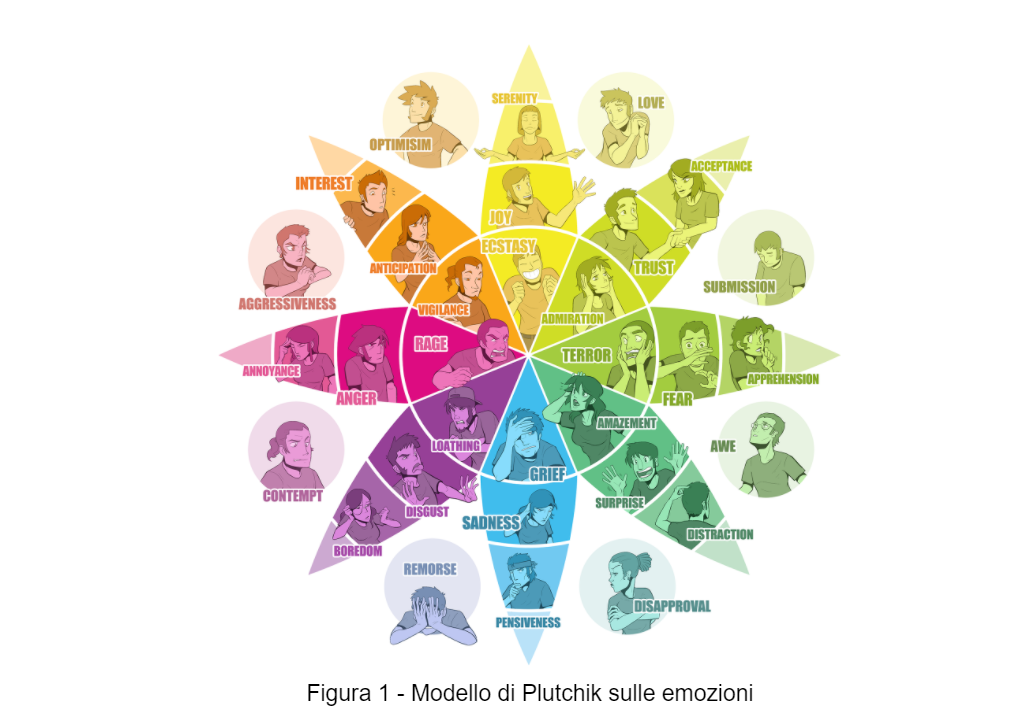 SERENITY
LOVE
OPTIMISIM
ACCEPTANCE
INTEREST
JOY
ECSTASY
ANTICIPATION
TRUST
SUBMISSION
AGGRESSIVENESS
VIGILANCE
ADMIRATION
RAGE
TERROR
ANNOYANCE
APPREHENSION
ANGER
FEAR
AMAZEMENT
LOATHING
AWE
GRIEF
CONTEMPT
SURPRISE
DISGUST
SADNESS
DISTRACTION
BOREDOM
REMORSE
DISAPPROVAL
PENSIVENESS
Figura 1 - Modello di Plutchik sulle emozioni